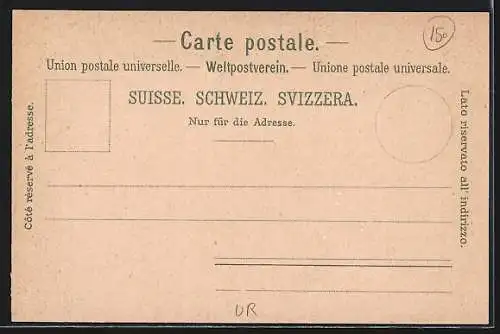 — Carte postale. —
150
Union postale universelle. — Weltpostverein. — Unione postale universale.
SUISSE. SCHWEIZ. SVIZZERA.
Nur für die Adresse.
Côté réservé à l'adresse.
Lato riservato all' indirizzo.
UR